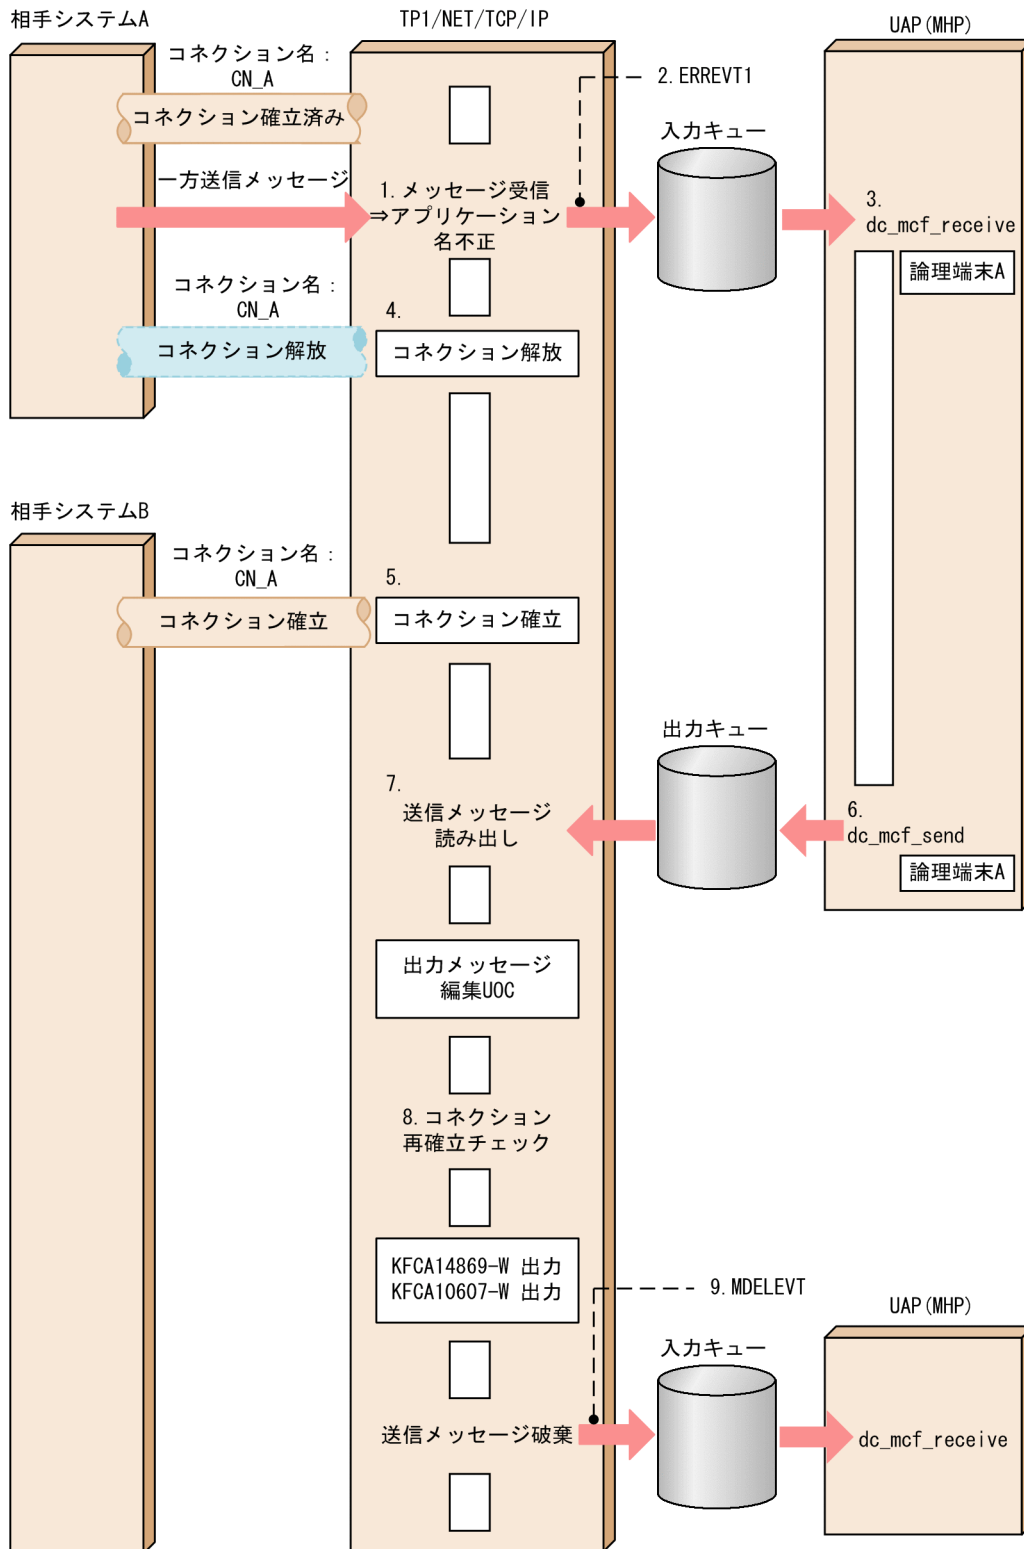 相手システムA
TP1/NET/TCP/IP
UAP(MHP)
コネクション名：
CN_A
コネクション確立済み
2. ERREVT1
入力キュー
一方送信メッセージ
1. メッセージ受信
⇒アプリケーション
名不正
3.
dc_mcf_receive
論理端末A
コネクション名：
CN_A
コネクション解放
4.
コネクション解放
相手システムB
コネクション名：
CN_A
コネクション確立
5.
コネクション確立
出力キュー
7.
送信メッセージ
読み出し
6.
dc_mcf_send
論理端末A
出力メッセージ
編集UOC
8. コネクション
再確立チェック
KFCA14869-W 出力
KFCA10607-W 出力
9. MDELEVT
UAP(MHP)
入力キュー
送信メッセージ破棄
dc_mcf_receive